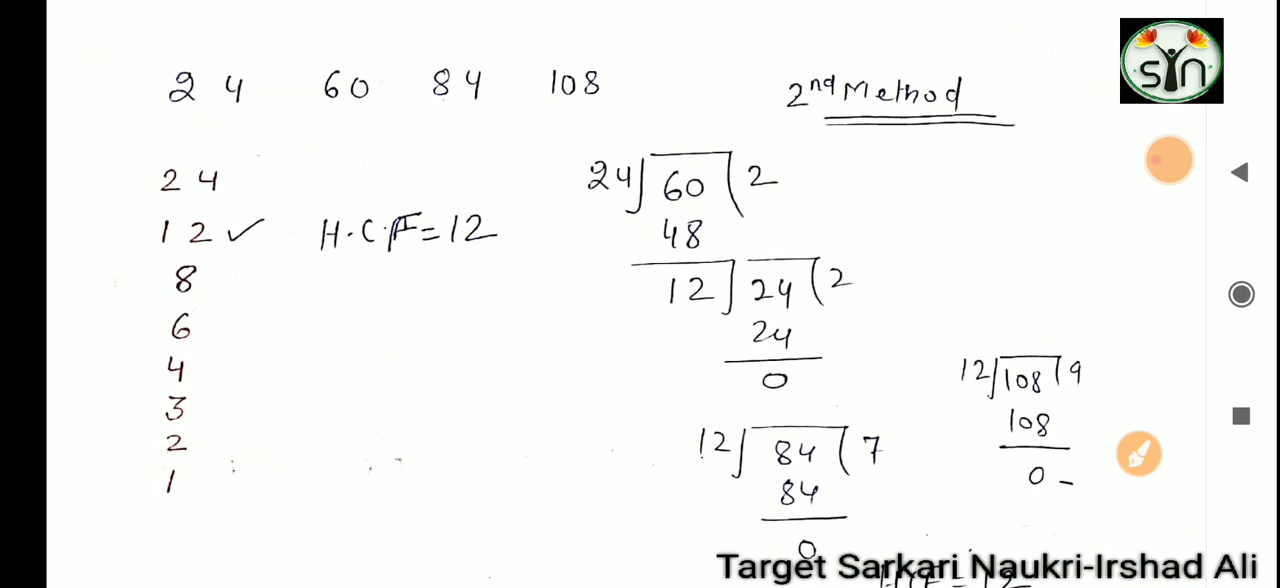 24 60 84 108
2nd Method
SYN
24
12 ✓ H.C.F=12
8
6
4
3
2
1
24 60 2
48
12 24 2
24
0
12 84 7
84
0
12 108 9
108
0
Target Sarkari Naukri-Irshad Ali